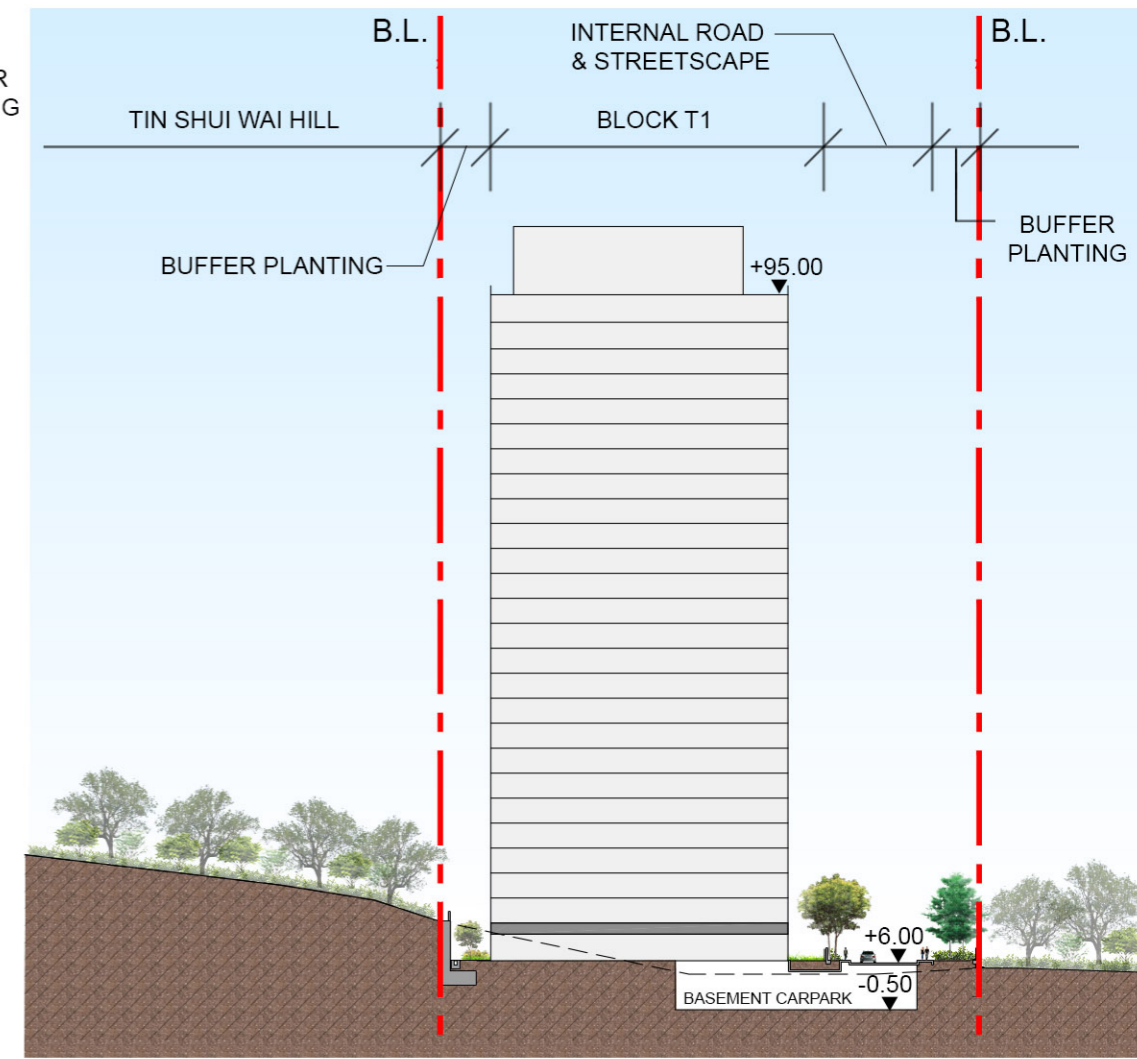 B.L.
INTERNAL ROAD
& STREETSCAPE
B.L.
TIN SHUI WAI HILL
BLOCK T1
BUFFER PLANTING
BUFFER
PLANTING
+95.00
+6.00
-0.50
BASEMENT CARPARK